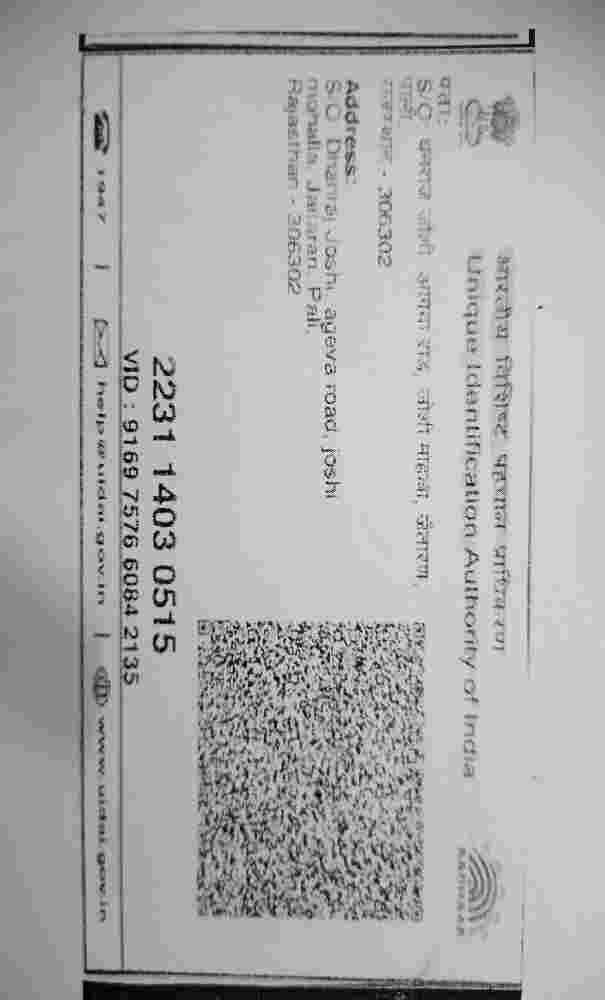 भारतीय विशिष्ट पहचान प्राधिकरण
Unique Identification Authority of India
AADHAAR
पता:
S/O धनराज जोशी, आगेवा रोड, जोशी मोहल्ला, जैतारण,
पाली
राजस्थान - 306302
Address:
S/O Dhanraj Joshi, ageva road, joshi
mohalla, Jaitaran, Pali,
Rajasthan - 306302
2231 1403 0515
VID : 9169 7576 6084 2135
1947 | help@uidai.gov.in | www.uidai.gov.in